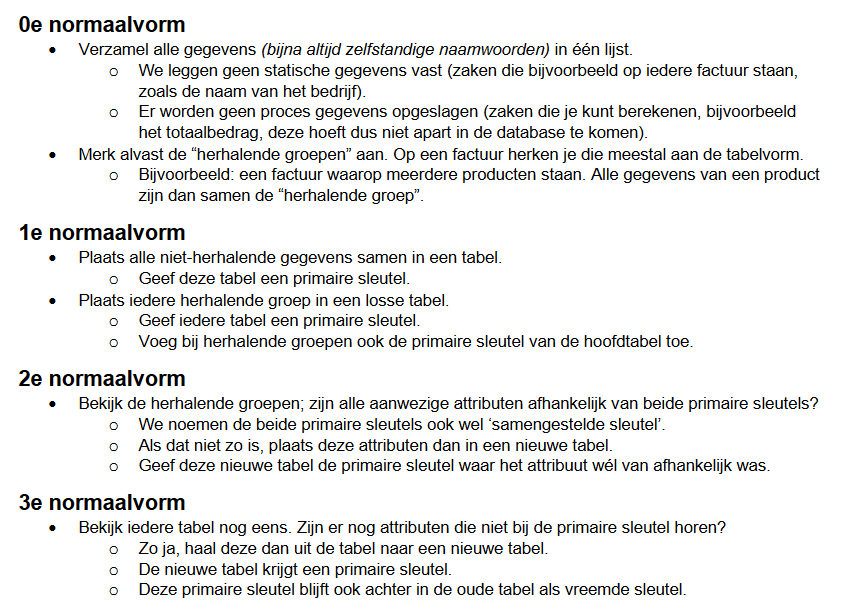 0e normaalvorm
• Verzamel alle gegevens (bijna altijd zelfstandige naamwoorden) in één lijst.
o We leggen geen statische gegevens vast (zaken die bijvoorbeeld op iedere factuur staan,
zoals de naam van het bedrijf).
o Er worden geen proces gegevens opgeslagen (zaken die je kunt berekenen, bijvoorbeeld
het totaalbedrag, deze hoeft dus niet apart in de database te komen).
• Merk alvast de “herhalende groepen” aan. Op een factuur herken je die meestal aan de tabelvorm.
o Bijvoorbeeld: een factuur waarop meerdere producten staan. Alle gegevens van een product
zijn dan samen de “herhalende groep”.
1e normaalvorm
• Plaats alle niet-herhalende gegevens samen in een tabel.
o Geef deze tabel een primaire sleutel.
• Plaats iedere herhalende groep in een losse tabel.
o Geef iedere tabel een primaire sleutel.
o Voeg bij herhalende groepen ook de primaire sleutel van de hoofdtabel toe.
2e normaalvorm
• Bekijk de herhalende groepen; zijn alle aanwezige attributen afhankelijk van beide primaire sleutels?
o We noemen de beide primaire sleutels ook wel ‘samengestelde sleutel’.
o Als dat niet zo is, plaats deze attributen dan in een nieuwe tabel.
o Geef deze nieuwe tabel de primaire sleutel waar het attribuut wél van afhankelijk was.
3e normaalvorm
• Bekijk iedere tabel nog eens. Zijn er nog attributen die niet bij de primaire sleutel horen?
o Zo ja, haal deze dan uit de tabel naar een nieuwe tabel.
o De nieuwe tabel krijgt een primaire sleutel.
o Deze primaire sleutel blijft ook achter in de oude tabel als vreemde sleutel.